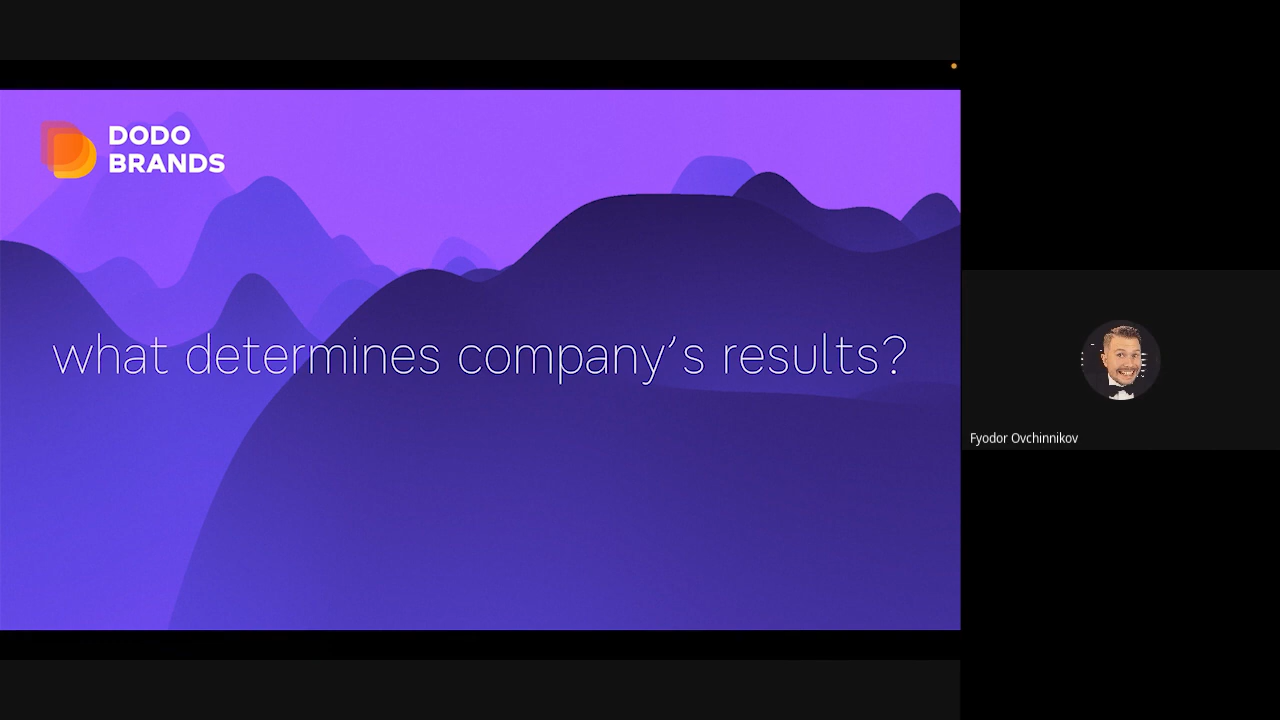 DODO
BRANDS
what determines company’s results?
Fyodor Ovchinnikov